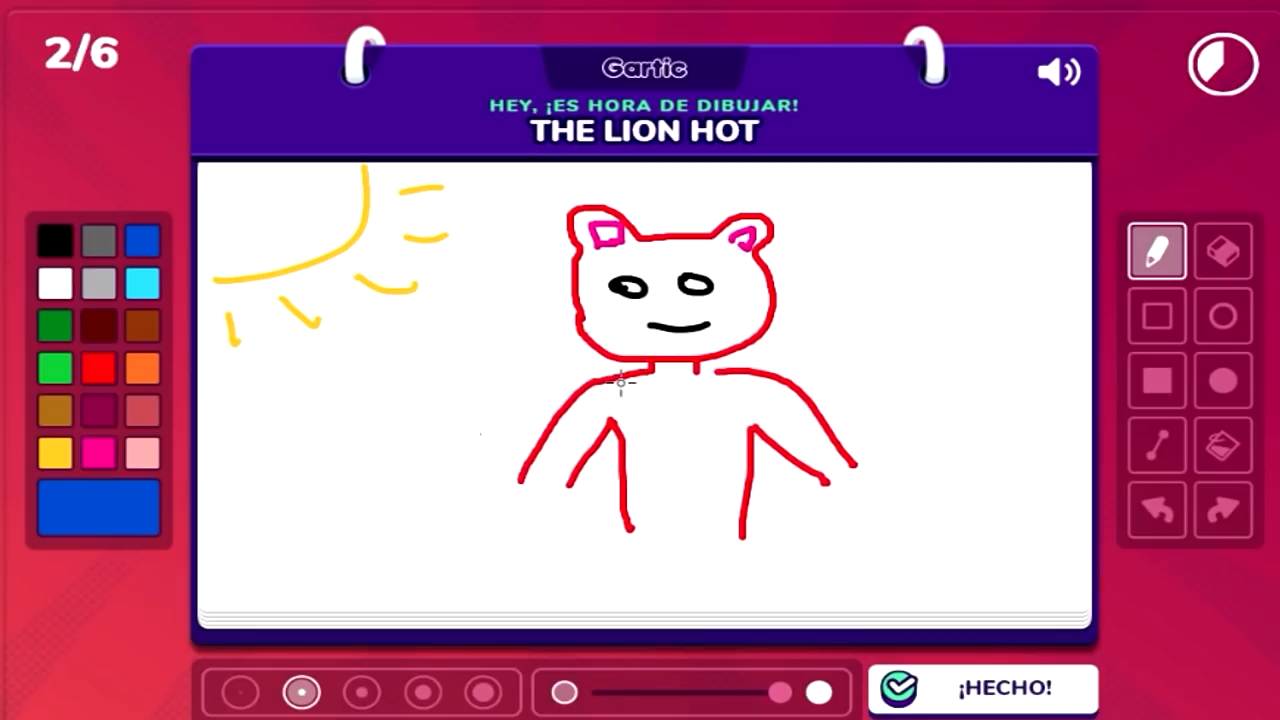 2/6
Gartic
HEY, ¡ES HORA DE DIBUJAR!
THE LION HOT
¡HECHO!